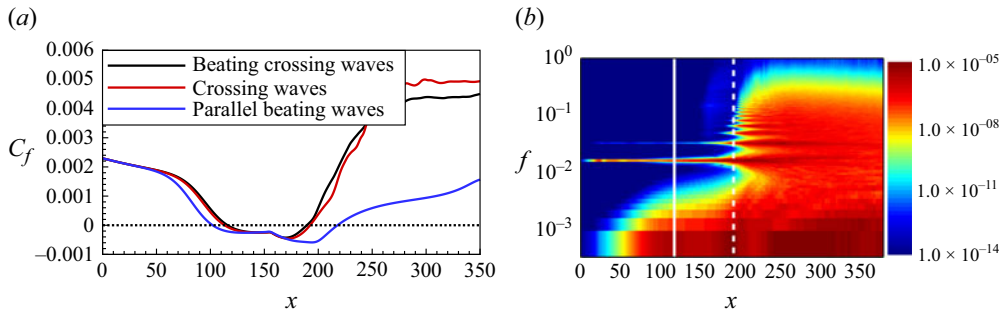 (a)
0.006
0.005
0.004
0.003
0.002
0.001
0
–0.001
C_f
Beating crossing waves
Crossing waves
Parallel beating waves
0 50 100 150 200 250 300 350
x
(b)
10^0
10^{-1}
10^{-2}
10^{-3}
f
0 50 100 150 200 250 300 350
x
1.0 × 10^{-05}
1.0 × 10^{-08}
1.0 × 10^{-11}
1.0 × 10^{-14}